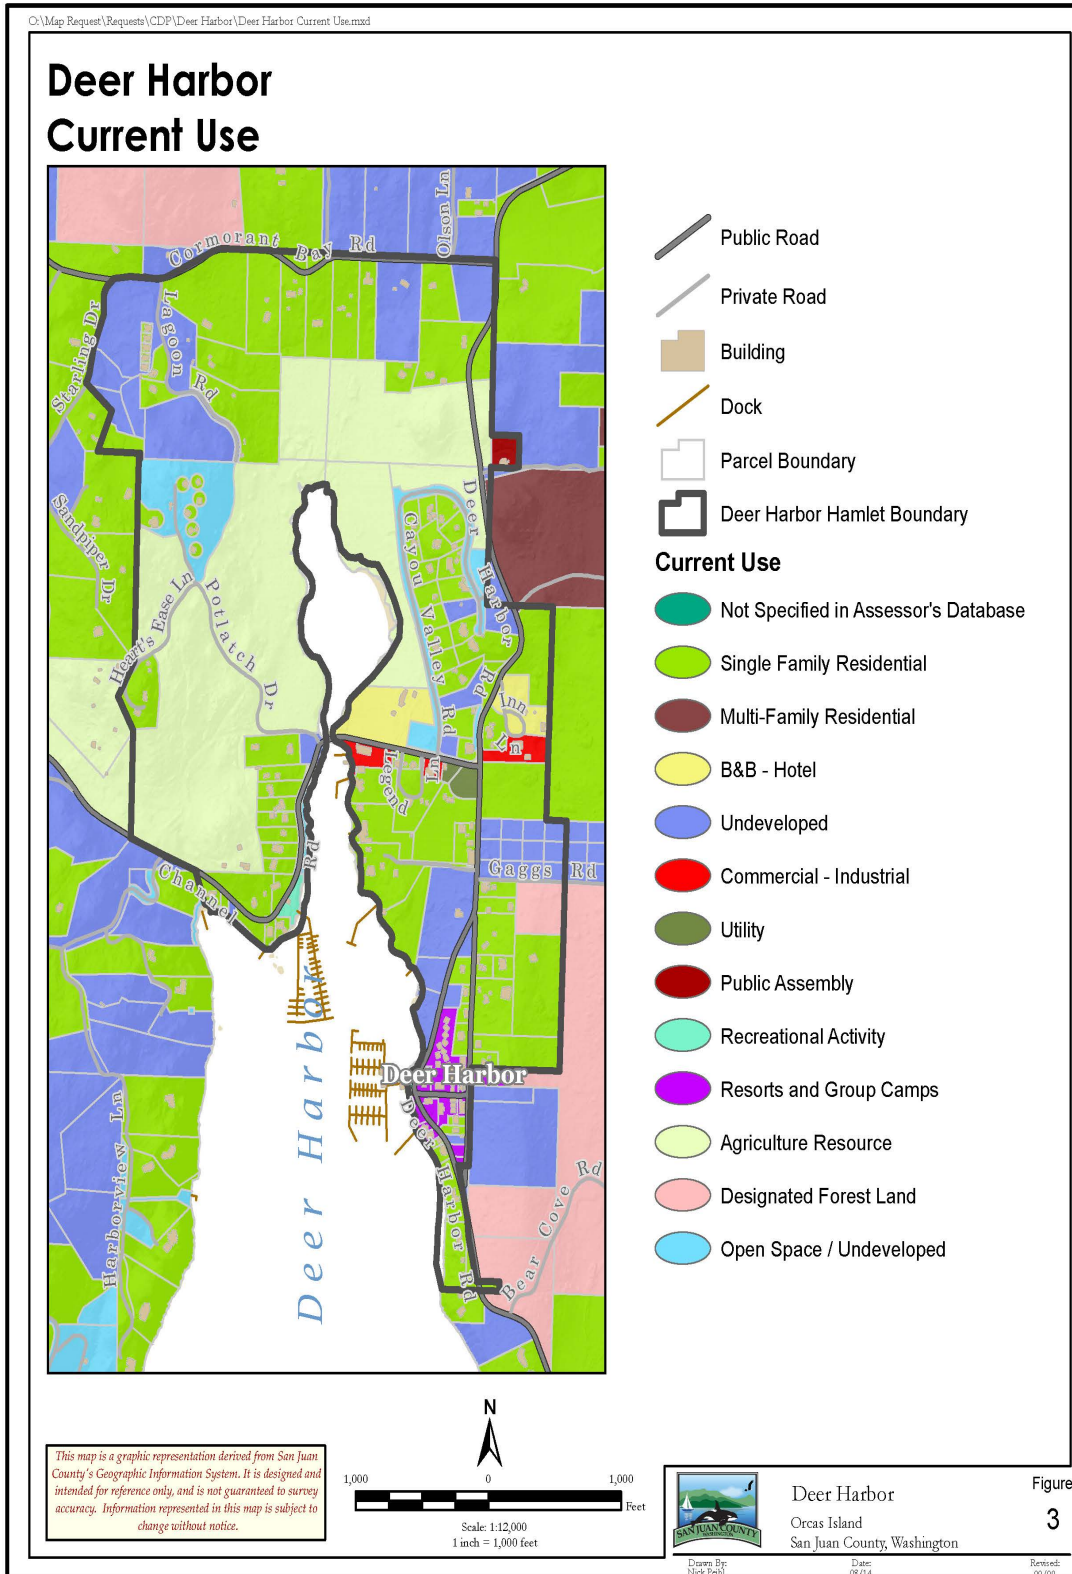 O:\Map Request\Requests\CDP\Deer Harbor\Deer Harbor Current Use.mxd
Deer Harbor
Current Use
Olson Ln
Cormorant Bay Rd
Lagoon Rd
Starling Dr
Sandpiper Dr
Heart's Ease Ln
Potlatch Dr
Cayou Valley Rd
Deer Harbor Rd
Inn Ln
Legend Ln
Gaggs Rd
Channel Rd
Deer Harbor
Deer Harbor
Deer Harbor Rd
Bear Cove Rd
Harborview Ln
Public Road
Private Road
Building
Dock
Parcel Boundary
Deer Harbor Hamlet Boundary
Current Use
Not Specified in Assessor's Database
Single Family Residential
Multi-Family Residential
B&B - Hotel
Undeveloped
Commercial - Industrial
Utility
Public Assembly
Recreational Activity
Resorts and Group Camps
Agriculture Resource
Designated Forest Land
Open Space / Undeveloped
This map is a graphic representation derived from San Juan
County's Geographic Information System. It is designed and
intended for reference only, and is not guaranteed to survey
accuracy. Information represented in this map is subject to
change without notice.
N
1,000 0 1,000
Feet
Scale: 1:12,000
1 inch = 1,000 feet
SAN JUAN COUNTY
WASHINGTON
Deer Harbor
Orcas Island
San Juan County, Washington
Figure
3
Drawn By:
Date:
Revised: